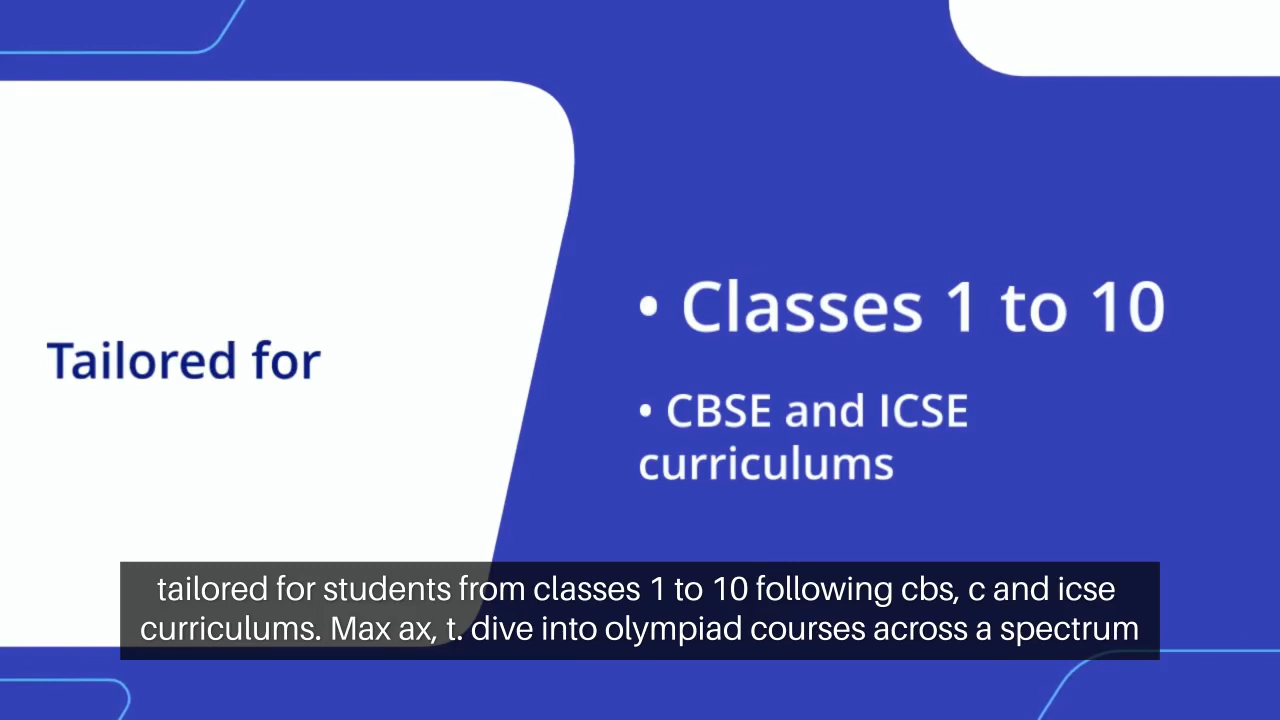 Tailored for
• Classes 1 to 10
• CBSE and ICSE
curriculums
tailored for students from classes 1 to 10 following cbs, c and icse
curriculums. Max ax, t. dive into olympiad courses across a spectrum